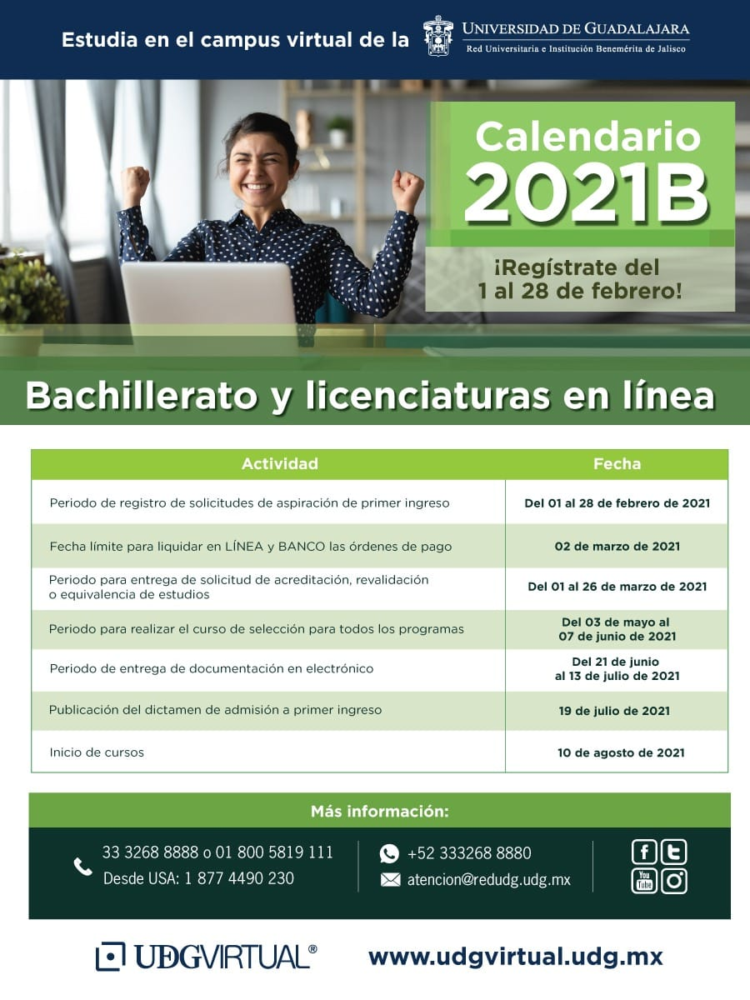 Estudia en el campus virtual de la
UNIVERSIDAD DE GUADALAJARA
Red Universitaria e Institución Benemérita de Jalisco
Calendario
2021B
¡Regístrate del
1 al 28 de febrero!
Bachillerato y licenciaturas en línea
Actividad Fecha
Periodo de registro de solicitudes de aspiración de primer ingreso Del 01 al 28 de febrero de 2021
Fecha límite para liquidar en LÍNEA y BANCO las órdenes de pago 02 de marzo de 2021
Periodo para entrega de solicitud de acreditación, revalidación
o equivalencia de estudios
Del 01 al 26 de marzo de 2021
Periodo para realizar el curso de selección para todos los programas
Del 03 de mayo al
07 de junio de 2021
Periodo de entrega de documentación en electrónico
Del 21 de junio
al 13 de julio de 2021
Publicación del dictamen de admisión a primer ingreso 19 de julio de 2021
Inicio de cursos 10 de agosto de 2021
Más información:
33 3268 8888 o 01 800 5819 111
Desde USA: 1 877 4490 230
+52 333268 8880
atencion@redudg.udg.mx
You
Tube
UDGVIRTUAL®
www.udgvirtual.udg.mx